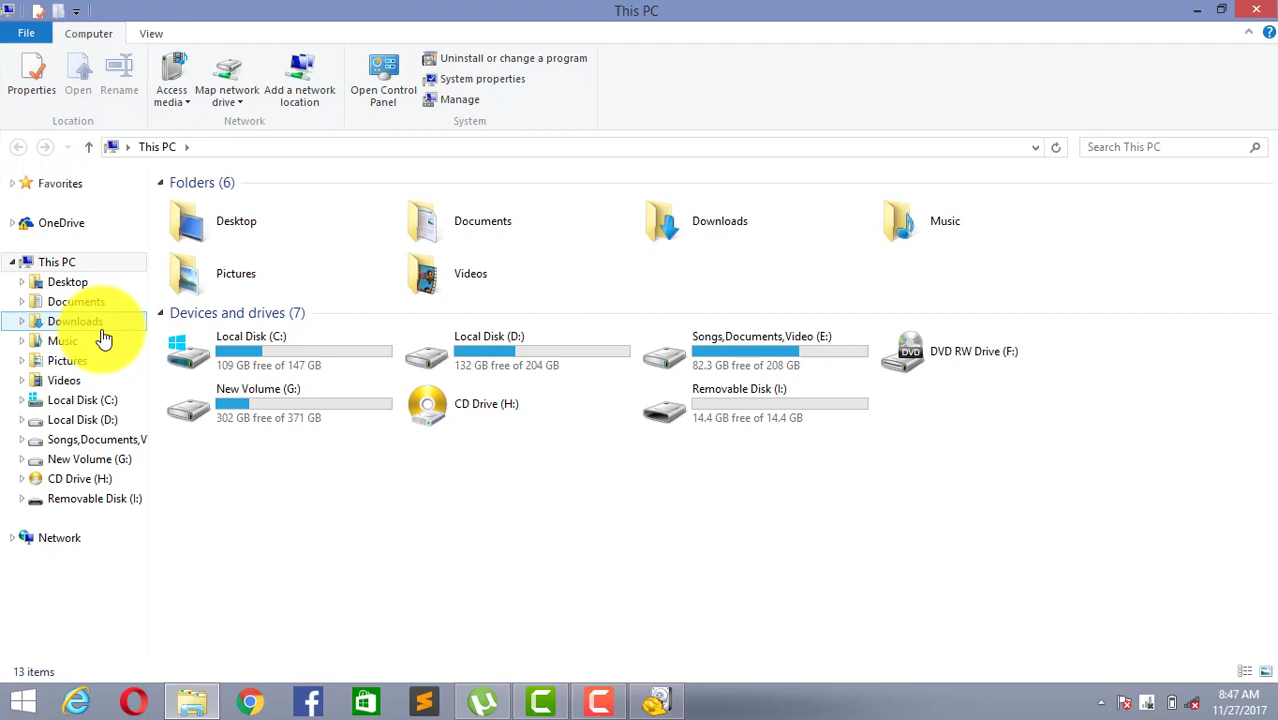 This PC
File
Computer
View
Properties
Open
Rename
Location
Access media
Map network drive
Add a network location
Network
Open Control Panel
Uninstall or change a program
System properties
Manage
System
This PC
Search This PC
Favorites
OneDrive
This PC
Desktop
Documents
Downloads
Music
Pictures
Videos
Local Disk (C:)
Local Disk (D:)
Songs,Documents,V
New Volume (G:)
CD Drive (H:)
Removable Disk (I:)
Network
Folders (6)
Desktop
Documents
Downloads
Music
Pictures
Videos
Devices and drives (7)
Local Disk (C:)
109 GB free of 147 GB
Local Disk (D:)
132 GB free of 204 GB
Songs,Documents,Video (E:)
82.3 GB free of 208 GB
DVD
DVD RW Drive (F:)
New Volume (G:)
302 GB free of 371 GB
CD Drive (H:)
Removable Disk (I:)
14.4 GB free of 14.4 GB
13 items
8:47 AM
11/27/2017